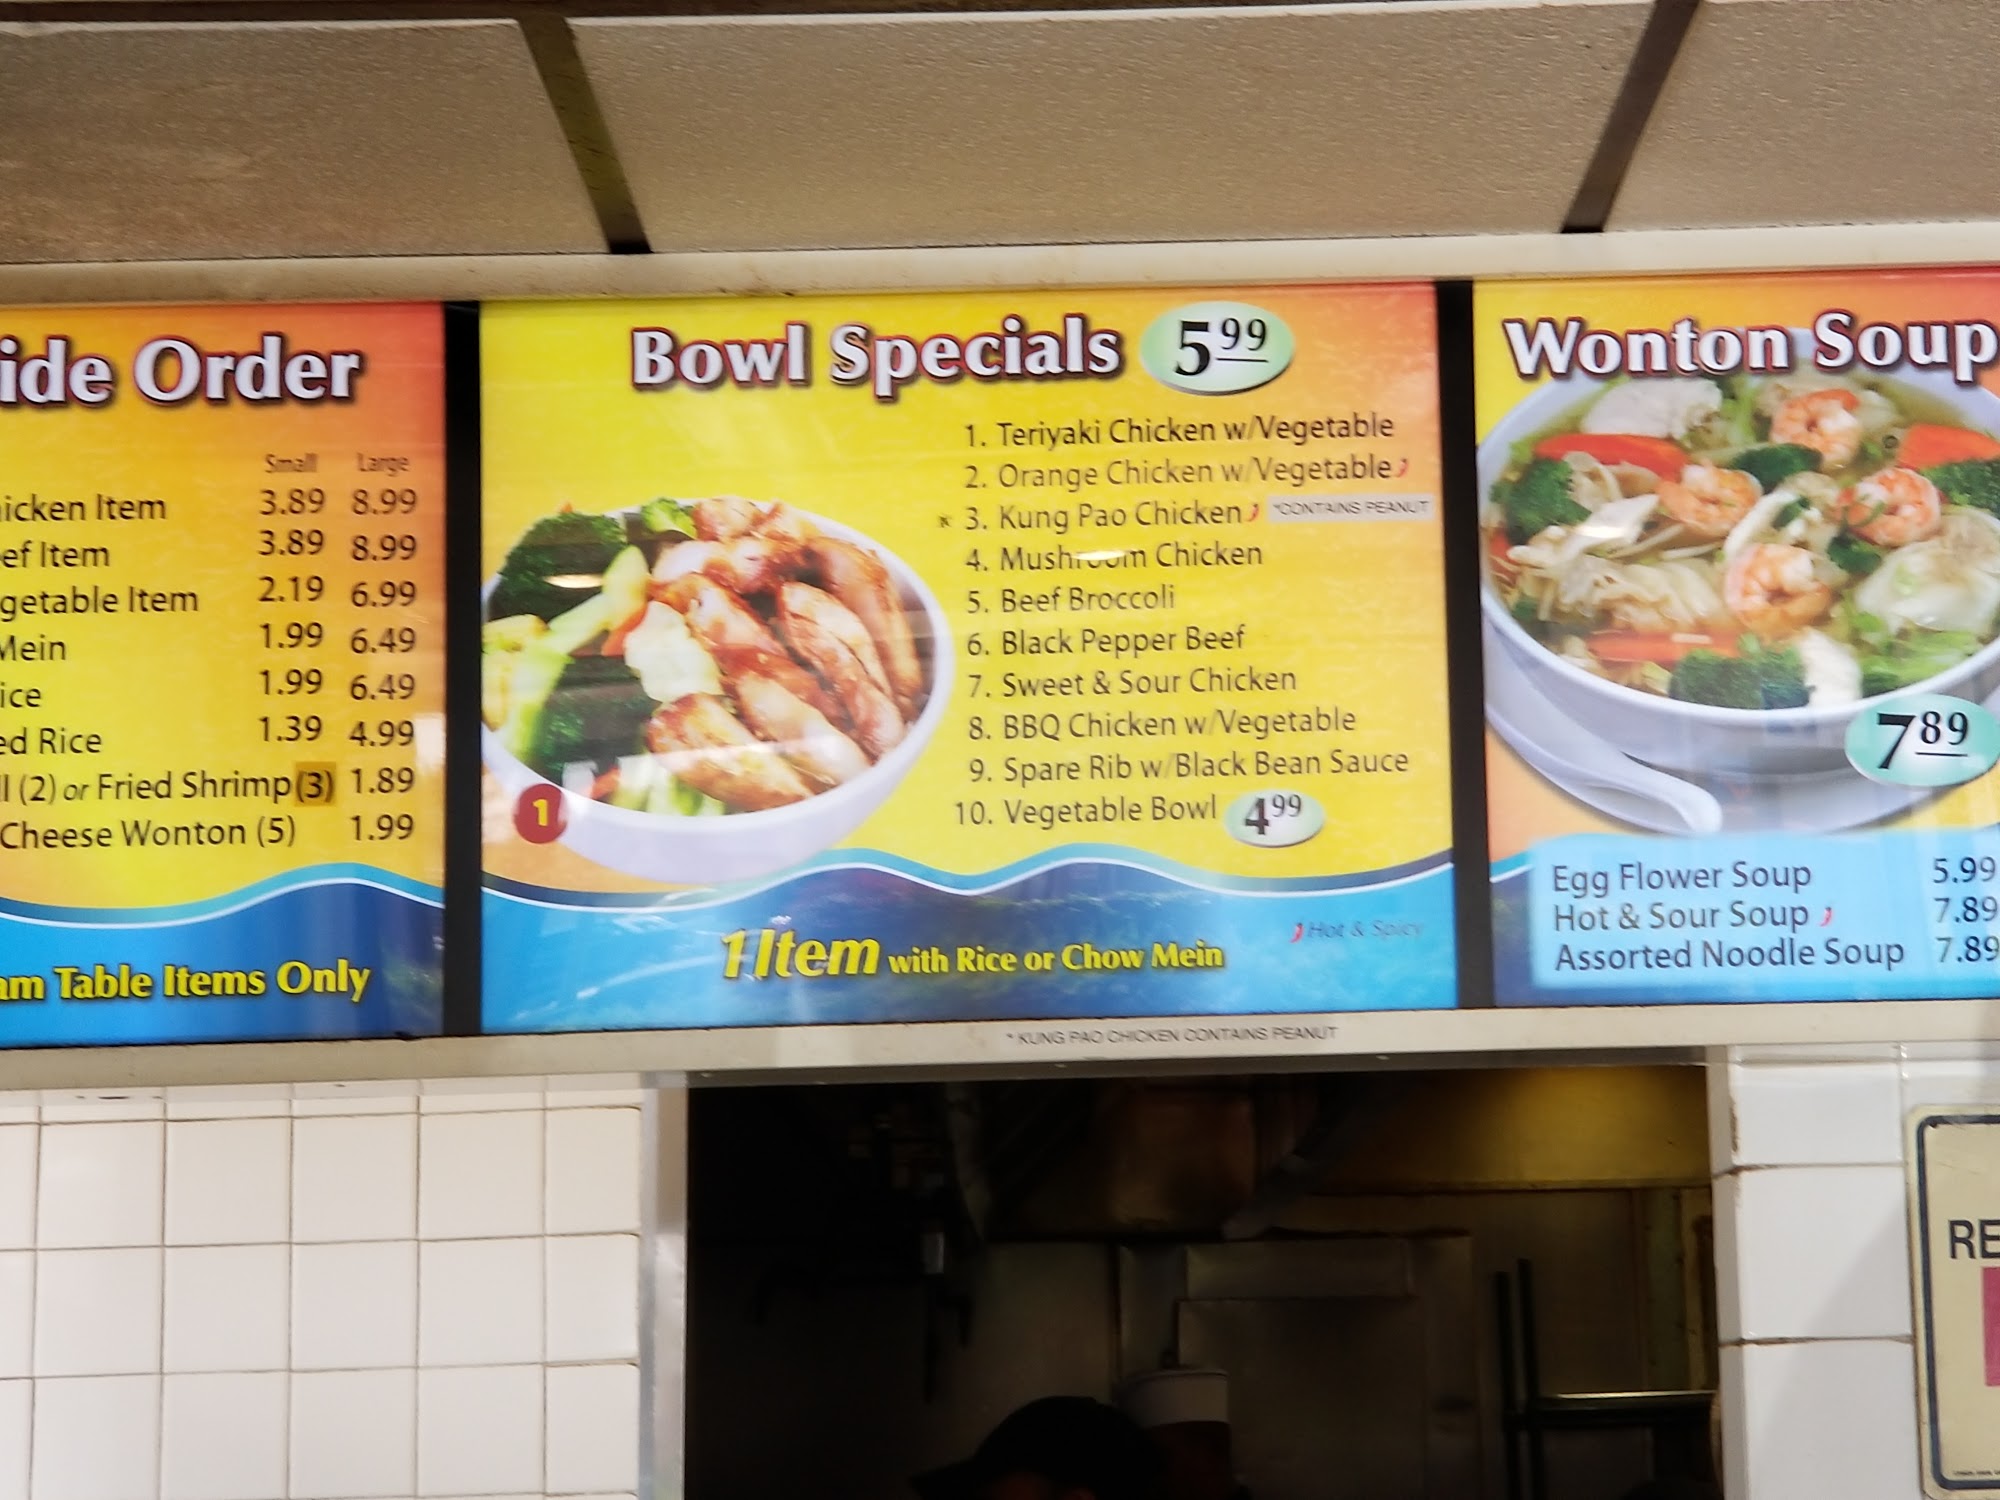 ide Order
Small Large
icken Item 3.89 8.99
ef Item 3.89 8.99
getable Item 2.19 6.99
Mein 1.99 6.49
ice 1.99 6.49
ed Rice 1.39 4.99
l (2) or Fried Shrimp (3) 1.89
Cheese Wonton (5) 1.99
am Table Items Only
Bowl Specials 5.99
1. Teriyaki Chicken w/Vegetable
2. Orange Chicken w/Vegetable
* 3. Kung Pao Chicken *CONTAINS PEANUT
4. Mushroom Chicken
5. Beef Broccoli
6. Black Pepper Beef
7. Sweet & Sour Chicken
8. BBQ Chicken w/Vegetable
9. Spare Rib w/Black Bean Sauce
10. Vegetable Bowl 4.99
1
Hot & Spicy
1 Item with Rice or Chow Mein
* KUNG PAO CHICKEN CONTAINS PEANUT
Wonton Soup
7.89
Egg Flower Soup 5.99
Hot & Sour Soup 7.89
Assorted Noodle Soup 7.89
RE